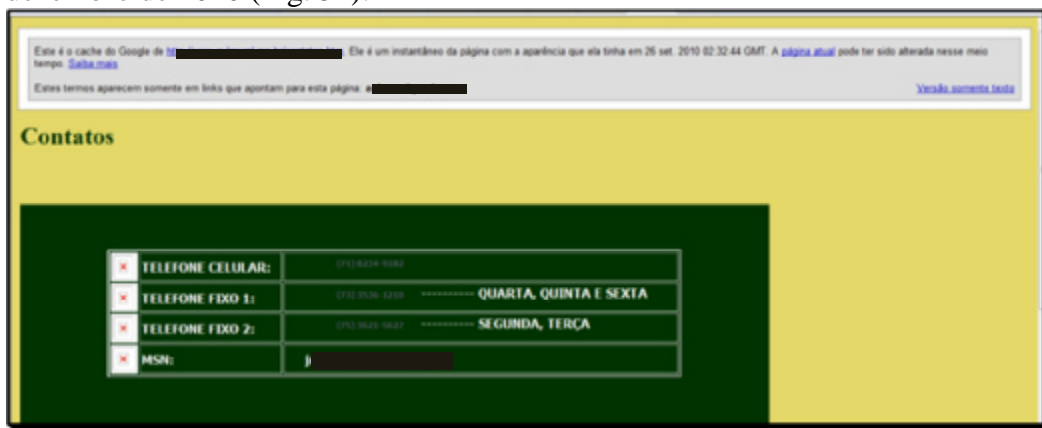 Este é o cache do Google de Ele é um instantâneo da página com a aparência que ela tinha em 26 set. 2010 02:32:44 GMT. A página atual pode ter sido alterada nesse meio
tempo. Saiba mais
Estes termos aparecem somente em links que apontam para esta página: Versão somente texto
Contatos
TELEFONE CELULAR:
TELEFONE FIXO 1: ---------- QUARTA, QUINTA E SEXTA
TELEFONE FIXO 2: ---------- SEGUNDA, TERÇA
MSN: